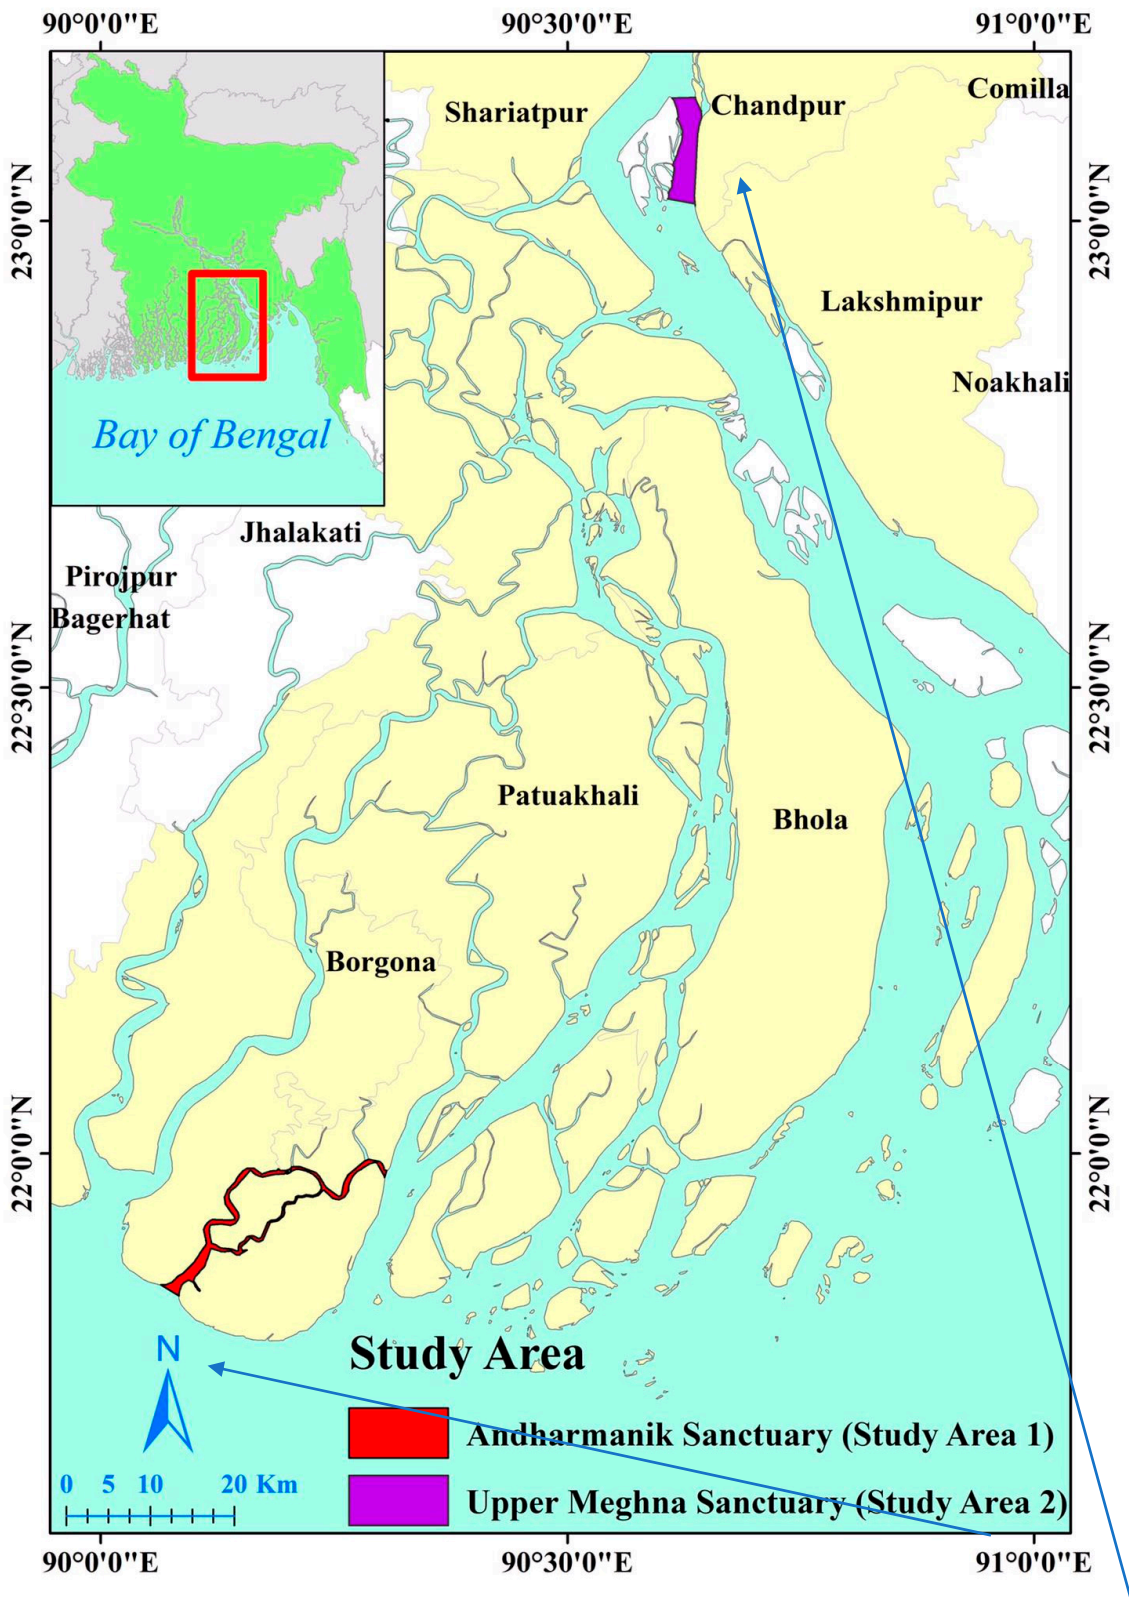 90°0'0"E 90°30'0"E 91°0'0"E
Comilla
Shariatpur
Chandpur
23°0'0"N
23°0'0"N
Lakshmipur
Noakhali
Bay of Bengal
Jhalakati
Pirojpur
Bagerhat
22°30'0"N
22°30'0"N
Patuakhali
Bhola
Borgona
22°0'0"N
22°0'0"N
N
Study Area
Andharmanik Sanctuary (Study Area 1)
0 5 10 20 Km
Upper Meghna Sanctuary (Study Area 2)
90°0'0"E 90°30'0"E 91°0'0"E